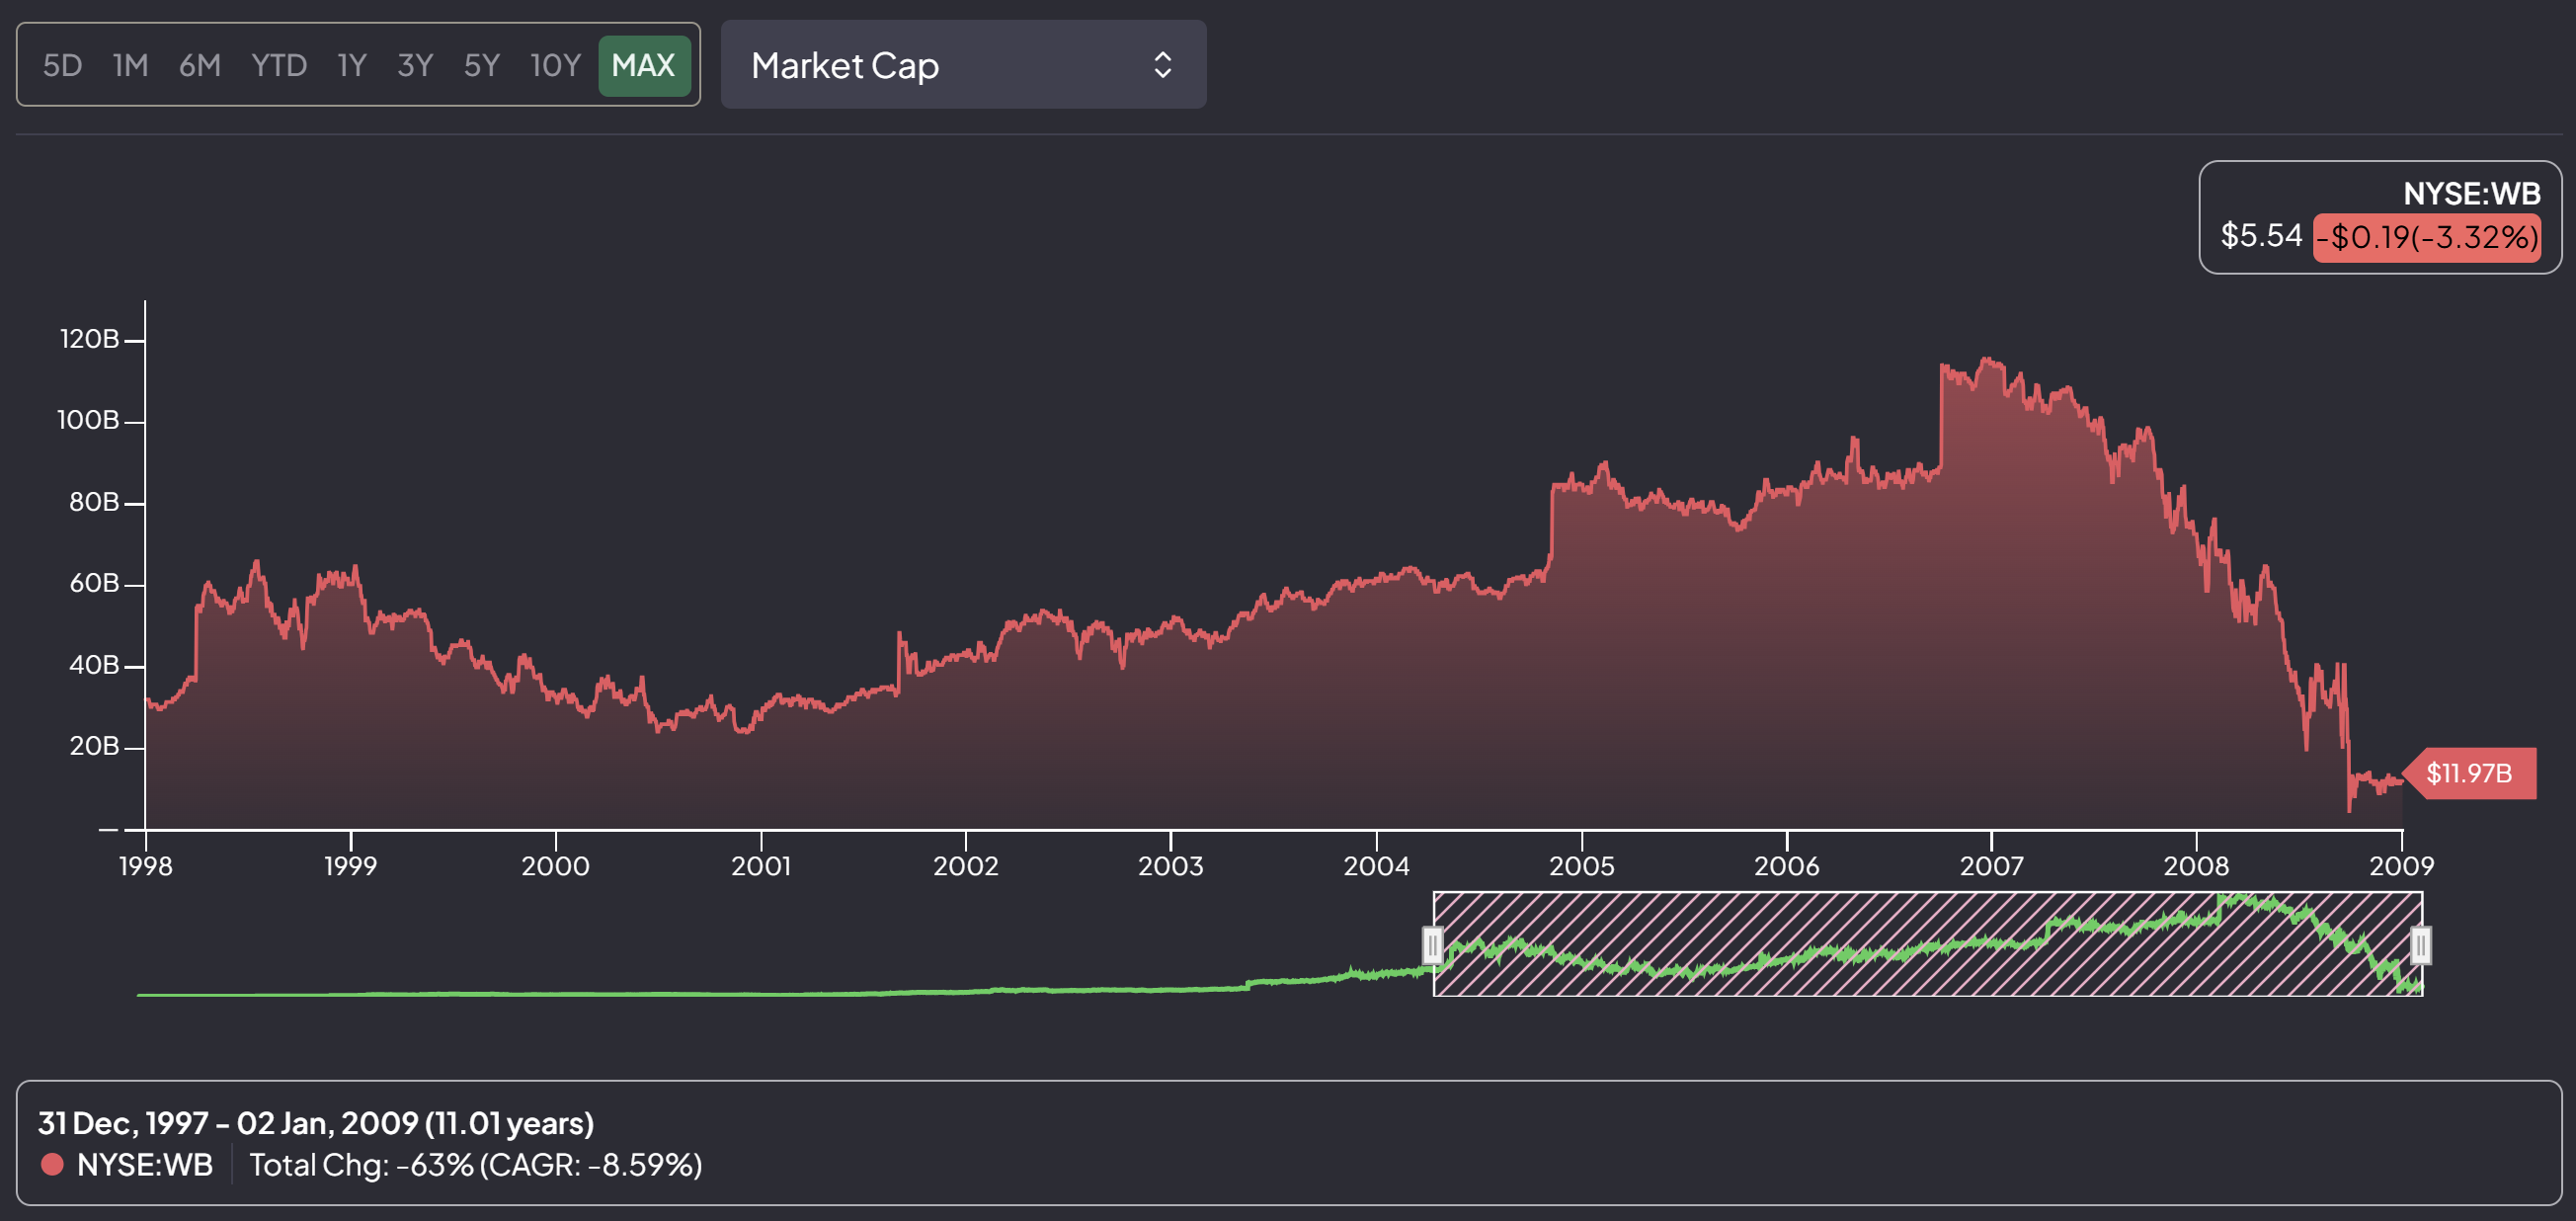 5D 1M 6M YTD 1Y 3Y 5Y 10Y MAX Market Cap
NYSE:WB
$5.54 -$0.19(-3.32%)
120B
100B
80B
60B
40B
20B
—
$11.97B
1998 1999 2000 2001 2002 2003 2004 2005 2006 2007 2008 2009
31 Dec, 1997 – 02 Jan, 2009 (11.01 years)
NYSE:WB Total Chg: -63% (CAGR: -8.59%)